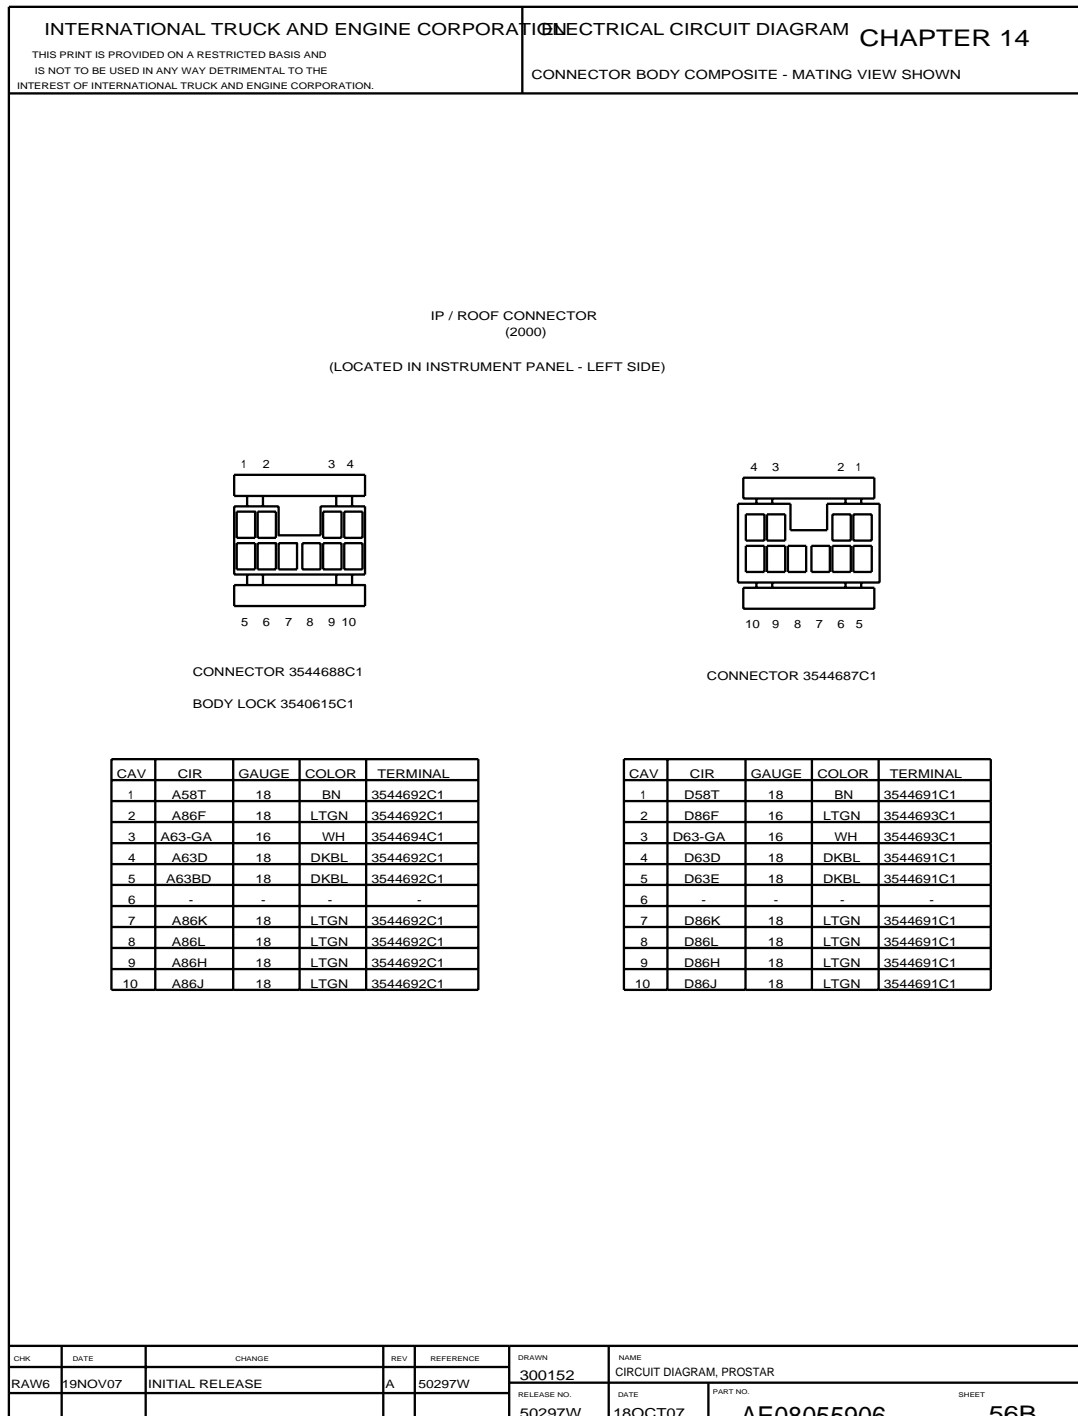 INTERNATIONAL TRUCK AND ENGINE CORPORATION
THIS PRINT IS PROVIDED ON A RESTRICTED BASIS AND
IS NOT TO BE USED IN ANY WAY DETRIMENTAL TO THE
INTEREST OF INTERNATIONAL TRUCK AND ENGINE CORPORATION.
ELECTRICAL CIRCUIT DIAGRAM
CHAPTER 14
CONNECTOR BODY COMPOSITE - MATING VIEW SHOWN
IP / ROOF CONNECTOR
(2000)
(LOCATED IN INSTRUMENT PANEL - LEFT SIDE)
1 2 3 4
5 6 7 8 9 10
CONNECTOR 3544688C1
BODY LOCK 3540615C1
4 3 2 1
10 9 8 7 6 5
CONNECTOR 3544687C1
CAV CIR GAUGE COLOR TERMINAL
1 A58T 18 BN 3544692C1
2 A86F 18 LTGN 3544692C1
3 A63-GA 16 WH 3544694C1
4 A63D 18 DKBL 3544692C1
5 A63BD 18 DKBL 3544692C1
6 - - - -
7 A86K 18 LTGN 3544692C1
8 A86L 18 LTGN 3544692C1
9 A86H 18 LTGN 3544692C1
10 A86J 18 LTGN 3544692C1
CAV CIR GAUGE COLOR TERMINAL
1 D58T 18 BN 3544691C1
2 D86F 16 LTGN 3544693C1
3 D63-GA 16 WH 3544693C1
4 D63D 18 DKBL 3544691C1
5 D63E 18 DKBL 3544691C1
6 - - - -
7 D86K 18 LTGN 3544691C1
8 D86L 18 LTGN 3544691C1
9 D86H 18 LTGN 3544691C1
10 D86J 18 LTGN 3544691C1
CHK DATE CHANGE REV REFERENCE
RAW6 19NOV07 INITIAL RELEASE A 50297W
DRAWN
300152
NAME
CIRCUIT DIAGRAM, PROSTAR
RELEASE NO.
50297W
DATE
18OCT07
PART NO.
AE08055906
SHEET
56B